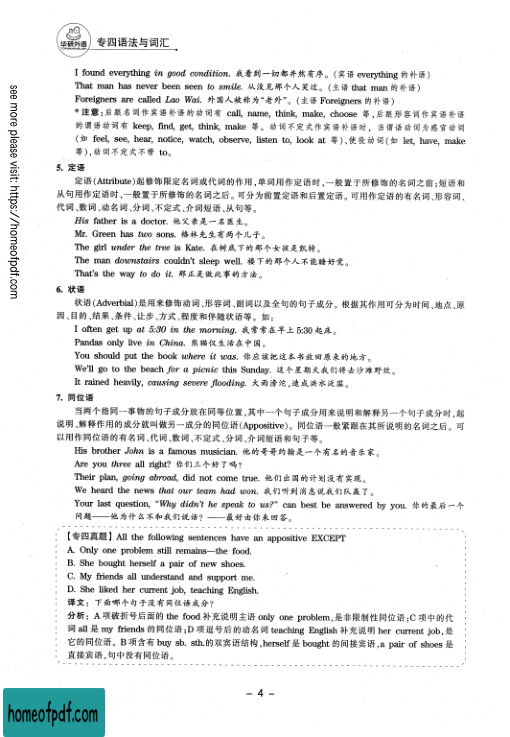 华研外语
专四语法与词汇
I found everything in good condition. 我看到一切都井然有序。(宾语 everything 的补语)
That man has never been seen to smile. 从没见那个人笑过。(主语 that man 的补语)
Foreigners are called Lao Wai. 外国人被称为“老外”。(主语 Foreigners 的补语)
* 注意:后跟名词作宾语补语的动词有 call, name, think, make, choose 等,后跟形容词作宾语补语
的谓语动词有 keep, find, get, think, make 等。动词不定式作宾语补语时, 当谓语动词为感官动词
(如 feel, see, hear, notice, watch, observe, listen to, look at 等)、使役动词(如 let, have, make
等),动词不定式不带 to。
5. 定语
定语(Attribute)起修饰限定名词或代词的作用,单词用作定语时,一般置于所修饰的名词之前;短语和
从句用作定语时,一般置于所修饰的名词之后。可分为前置定语和后置定语。可用作定语的有名词、形容词、
代词、数词、动名词、分词、不定式、介词短语、从句等。
His father is a doctor. 他父亲是一名医生。
Mr. Green has two sons. 格林先生有两个儿子。
The girl under the tree is Kate. 在树底下的那个女孩是凯特。
The man downstairs couldn't sleep well. 楼下的那个人不能睡好觉。
That's the way to do it. 那正是做此事的方法。
6. 状语
状语(Adverbial)是用来修饰动词、形容词、副词以及全句的句子成分。根据其作用可分为时间、地点、原
因、目的、结果、条件、让步、方式、程度和伴随状语等。如:
I often get up at 5:30 in the morning. 我常常在早上5:30起床。
Pandas only live in China. 熊猫仅生活在中国。
You should put the book where it was. 你应该把这本书放回原来的地方。
We'll go to the beach for a picnic this Sunday. 这个星期天我们将去沙滩野炊。
It rained heavily, causing severe flooding. 大雨滂沱,造成洪水泛滥。
7. 同位语
当两个指同一事物的句子成分放在同等位置,其中一个句子成分用来说明和解释另一个句子成分时,起
说明、解释作用的成分就叫做另一成分的同位语(Appositive)。同位语一般紧跟在其所说明的名词之后。可
以用作同位语的有名词、代词、数词、不定式、分词、介词短语和句子等。
His brother John is a famous musician. 他的哥哥约翰是一个有名的音乐家。
Are you three all right? 你们三个好了吗?
Their plan, going abroad, did not come true. 他们出国的计划没有实现。
We heard the news that our team had won. 我们听到消息说我们队赢了。
Your last question, “Why didn't he speak to us?” can best be answered by you. 你的最后一个
问题——他为什么不和我们说话?——最好由你来回答。
【专四真题】All the following sentences have an appositive EXCEPT
A. Only one problem still remains—the food.
B. She bought herself a pair of new shoes.
C. My friends all understand and support me.
D. She liked her current job, teaching English.
译文:下面哪个句子没有同位语成分?
分析:A项破折号后面的 the food 补充说明主语 only one problem,是非限制性同位语;C项中的代
词 all 是 my friends 的同位语;D项逗号后的动名词 teaching English 补充说明 her current job,是
它的同位语。B项含有 buy sb. sth.的双宾语结构,herself 是 bought 的间接宾语,a pair of shoes 是
直接宾语,句中没有同位语。
– 4 –
see more please visit: https://homeofpdf.com
homeofpdf.com